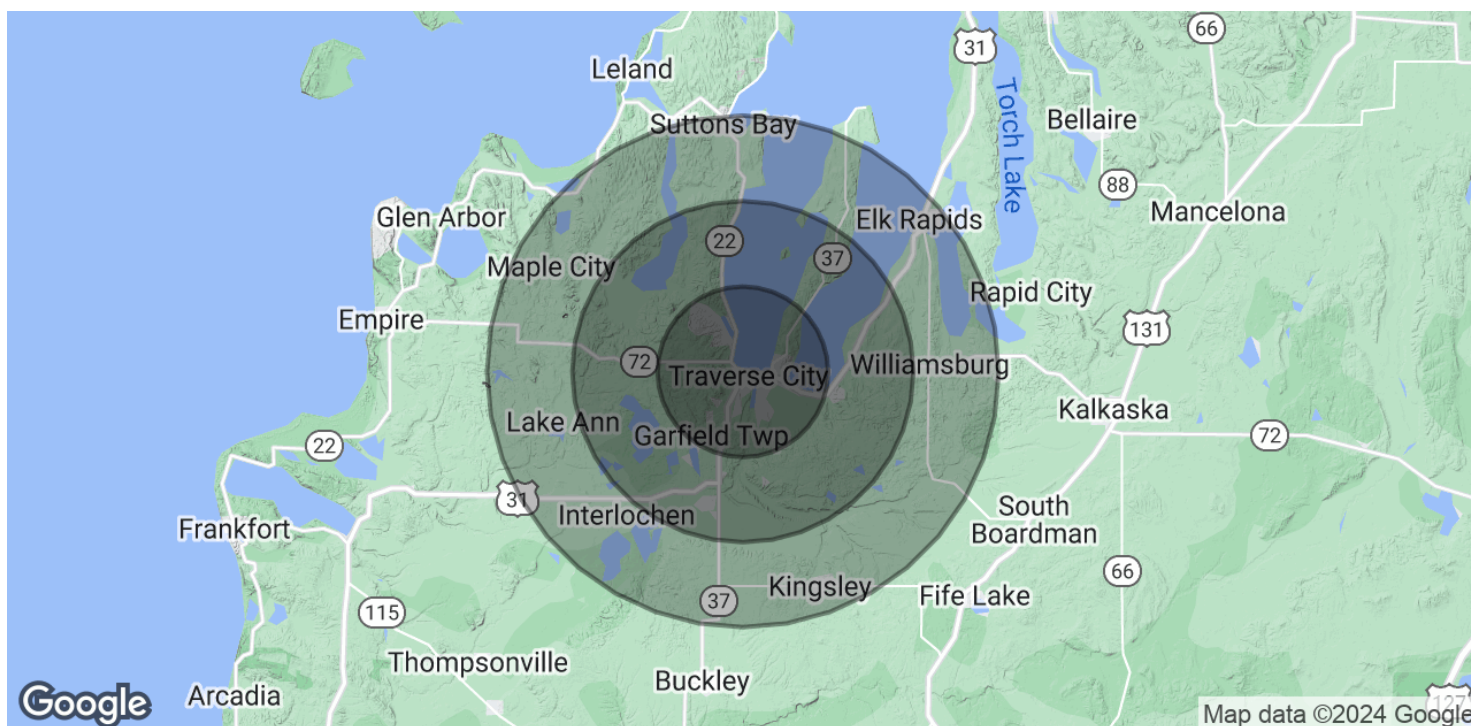 66
31
Leland
Torch Lake
Bellaire
Suttons Bay
88
Mancelona
Glen Arbor
Elk Rapids
22
37
Maple City
Rapid City
Empire
131
72
Williamsburg
Traverse City
Kalkaska
Lake Ann
Garfield Twp
72
22
31
South
Boardman
Interlochen
Frankfort
66
Kingsley
Fife Lake
37
115
Thompsonville
Buckley
Arcadia
127
Google
Map data ©2024 Google